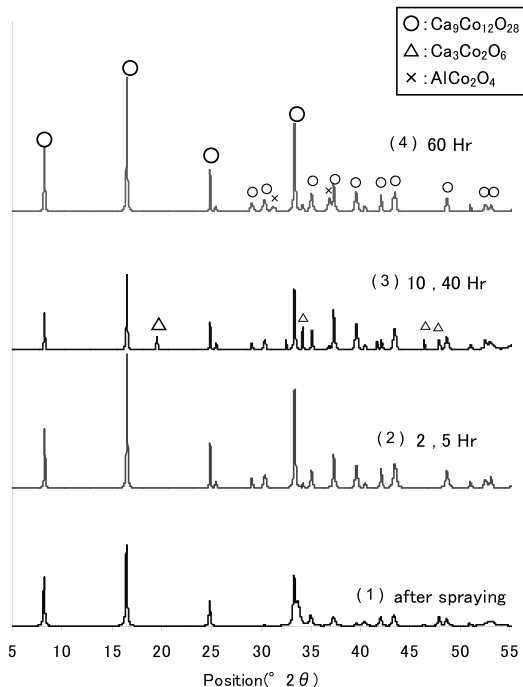 ○ : Ca₉Co₁₂O₂₈
△ : Ca₃Co₂O₆
× : AlCo₂O₄
(4) 60 Hr
(3) 10 , 40 Hr
(2) 2 , 5 Hr
(1) after spraying
5 10 15 20 25 30 35 40 45 50 55
Position(° 2θ)